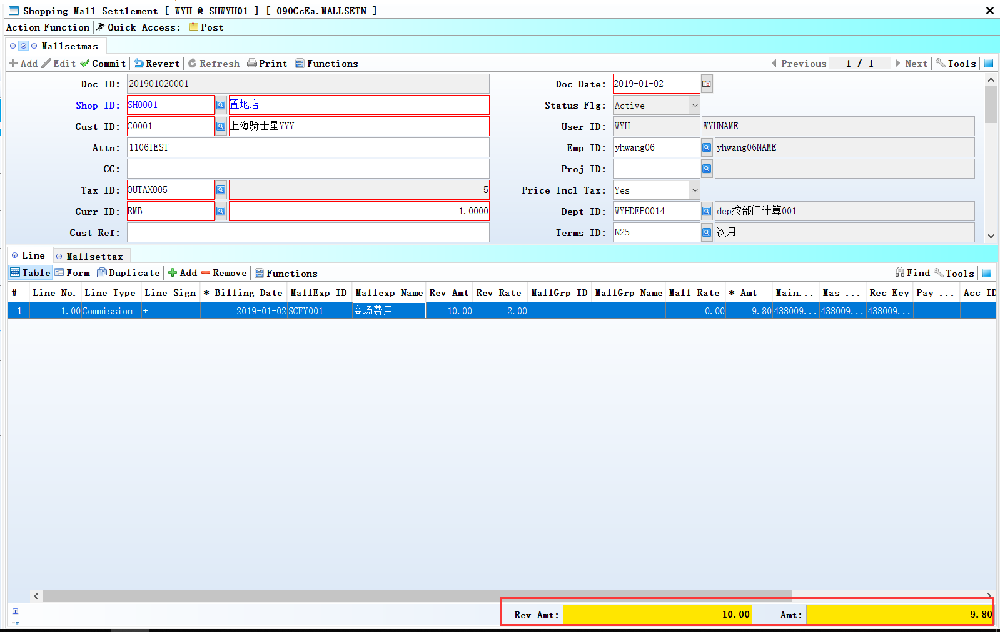 Shopping Mall Settlement [ WYH @ SHWYH01 ] [ 090CcEa.MALLSETN ]
Action Function Quick Access: Post
Mallsetmas
Add Edit Commit Revert Refresh Print Functions Previous 1 / 1 Next Tools
Doc ID: 201901020001 Doc Date: 2019-01-02
Shop ID: SH0001 置地店 Status Flg: Active
Cust ID: C0001 上海骑士星YYY User ID: WYH WYHNAME
Attn: 1106TEST Emp ID: yhwang06 yhwang06NAME
CC: Proj ID:
Tax ID: OUTAX005 5 Price Incl Tax: Yes
Curr ID: RMB 1.0000 Dept ID: WYHDEP0014 dep按部门计算001
Cust Ref: Terms ID: N25 次月
Line Mallsettax
Table Form Duplicate Add Remove Functions Find Tools
# Line No. Line Type Line Sign * Billing Date MallExp ID Mallexp Name Rev Amt Rev Rate MallGrp ID MallGrp Name Mall Rate * Amt Main... Mas ... Rec Key Pay ... Acc ID
1 1.00 Commission + 2019-01-02 SCFY001 商场费用 10.00 2.00 0.00 9.80 438009... 438009... 438009...
Rev Amt: 10.00 Amt: 9.80